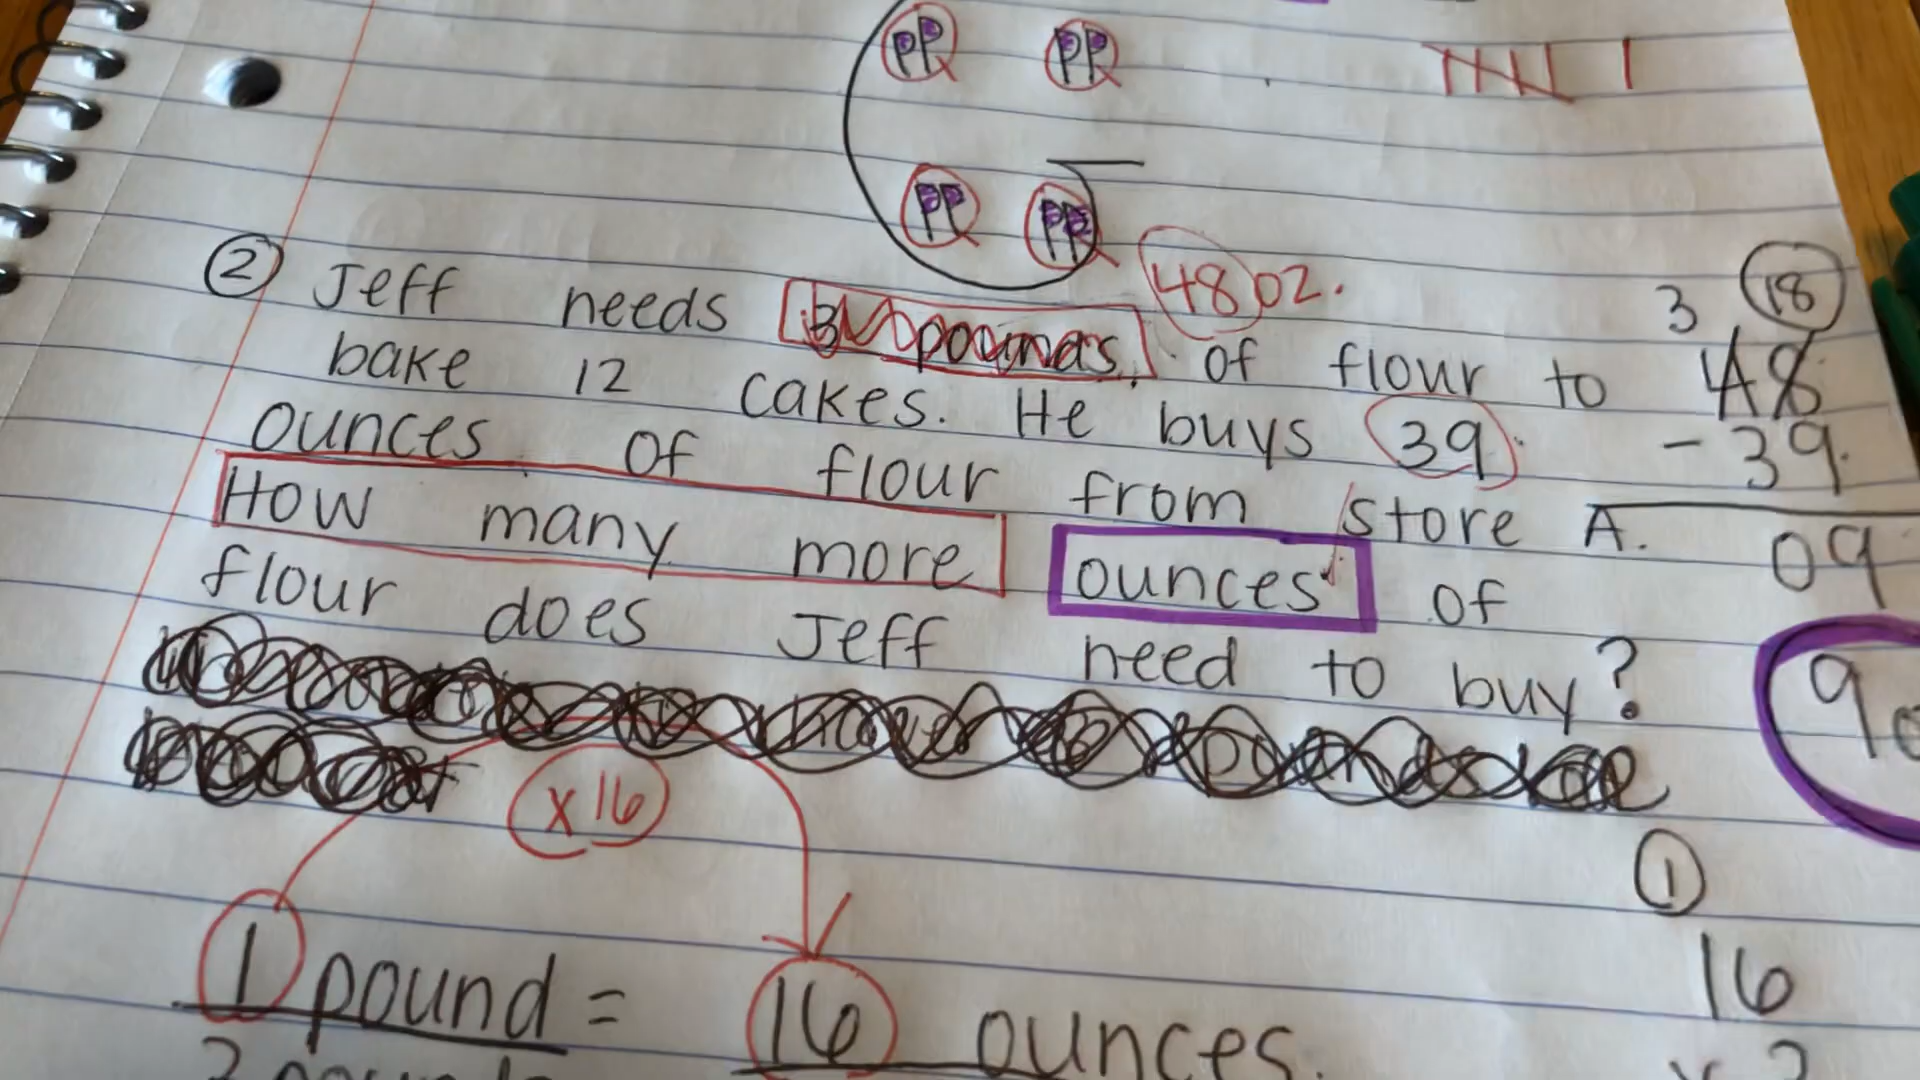 PP PP
PP PP
48 oz.
② Jeff needs 3 pounds of flour to
bake 12 cakes. He buys 39
ounces of flour from store A.
How many more ounces of
flour does Jeff need to buy?
3 18
48
- 39
09
9
x16
1 pound = 16 ounces.
1
16